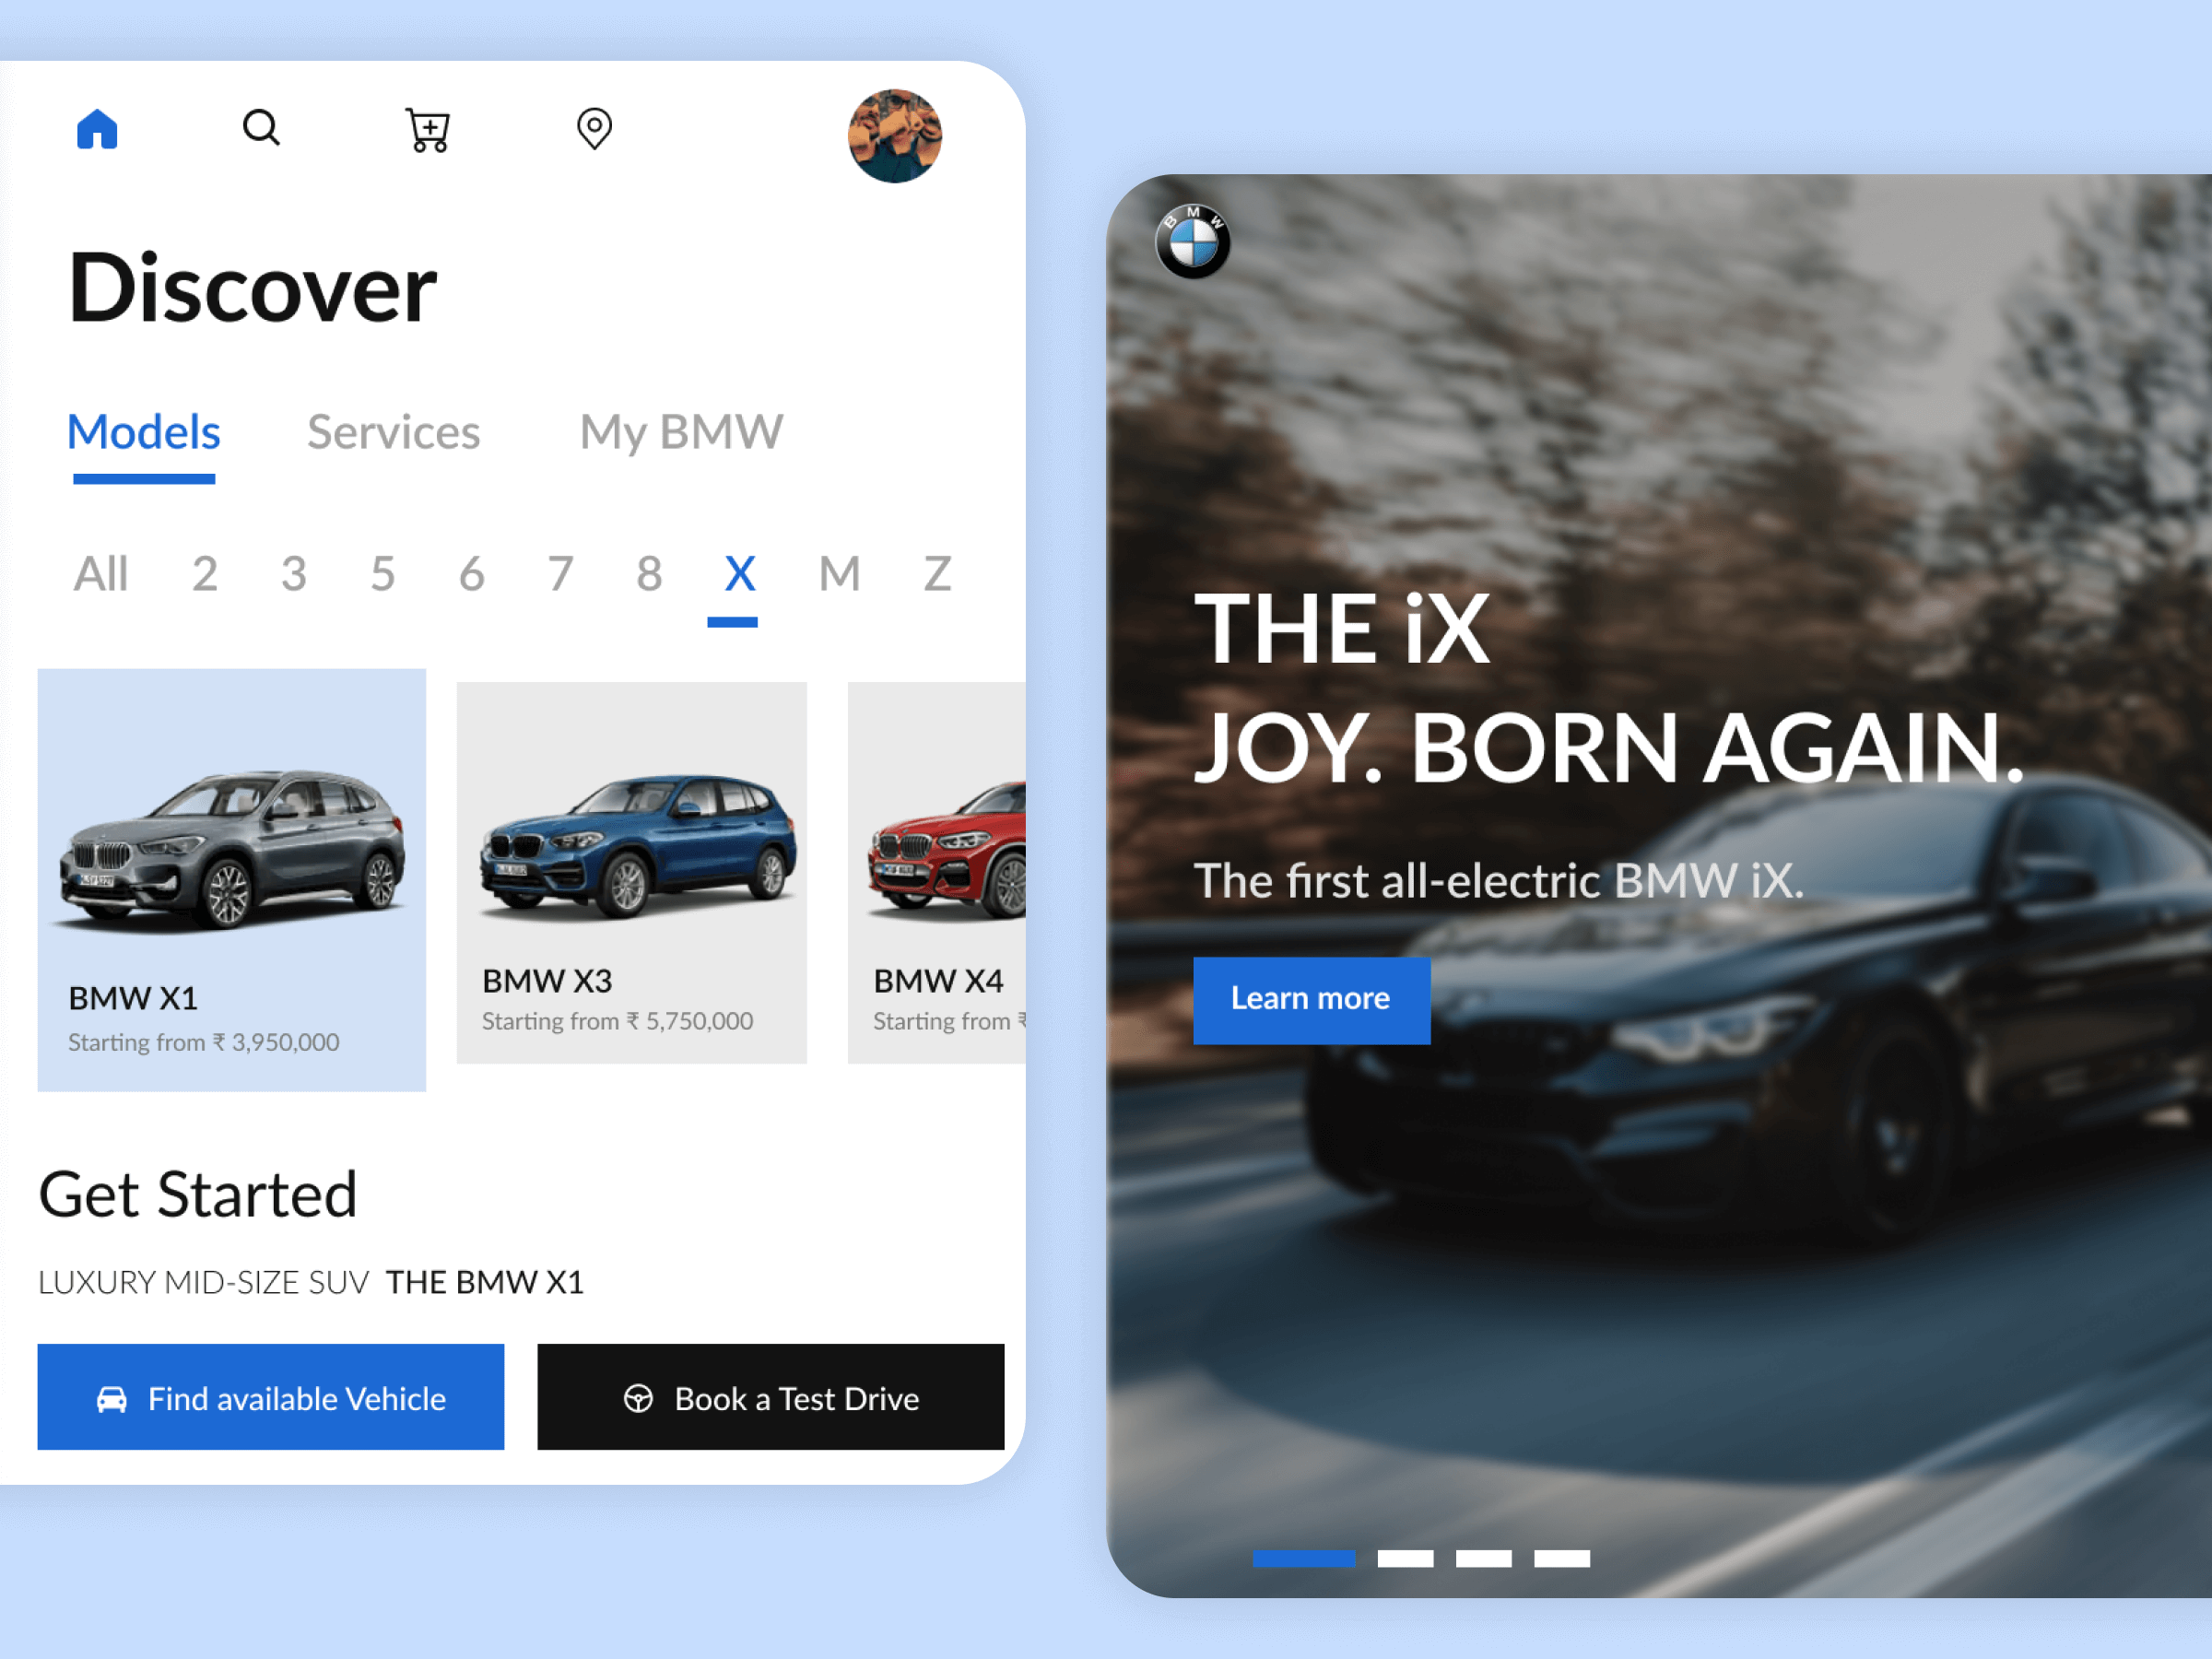 Discover
Models Services My BMW
All 2 3 5 6 7 8 X M Z
BMW X1
Starting from ₹ 3,950,000
BMW X3
Starting from ₹ 5,750,000
BMW X4
Starting from ₹
Get Started
LUXURY MID-SIZE SUV THE BMW X1
Find available Vehicle
Book a Test Drive
BMW
THE iX
JOY. BORN AGAIN.
The first all-electric BMW iX.
Learn more